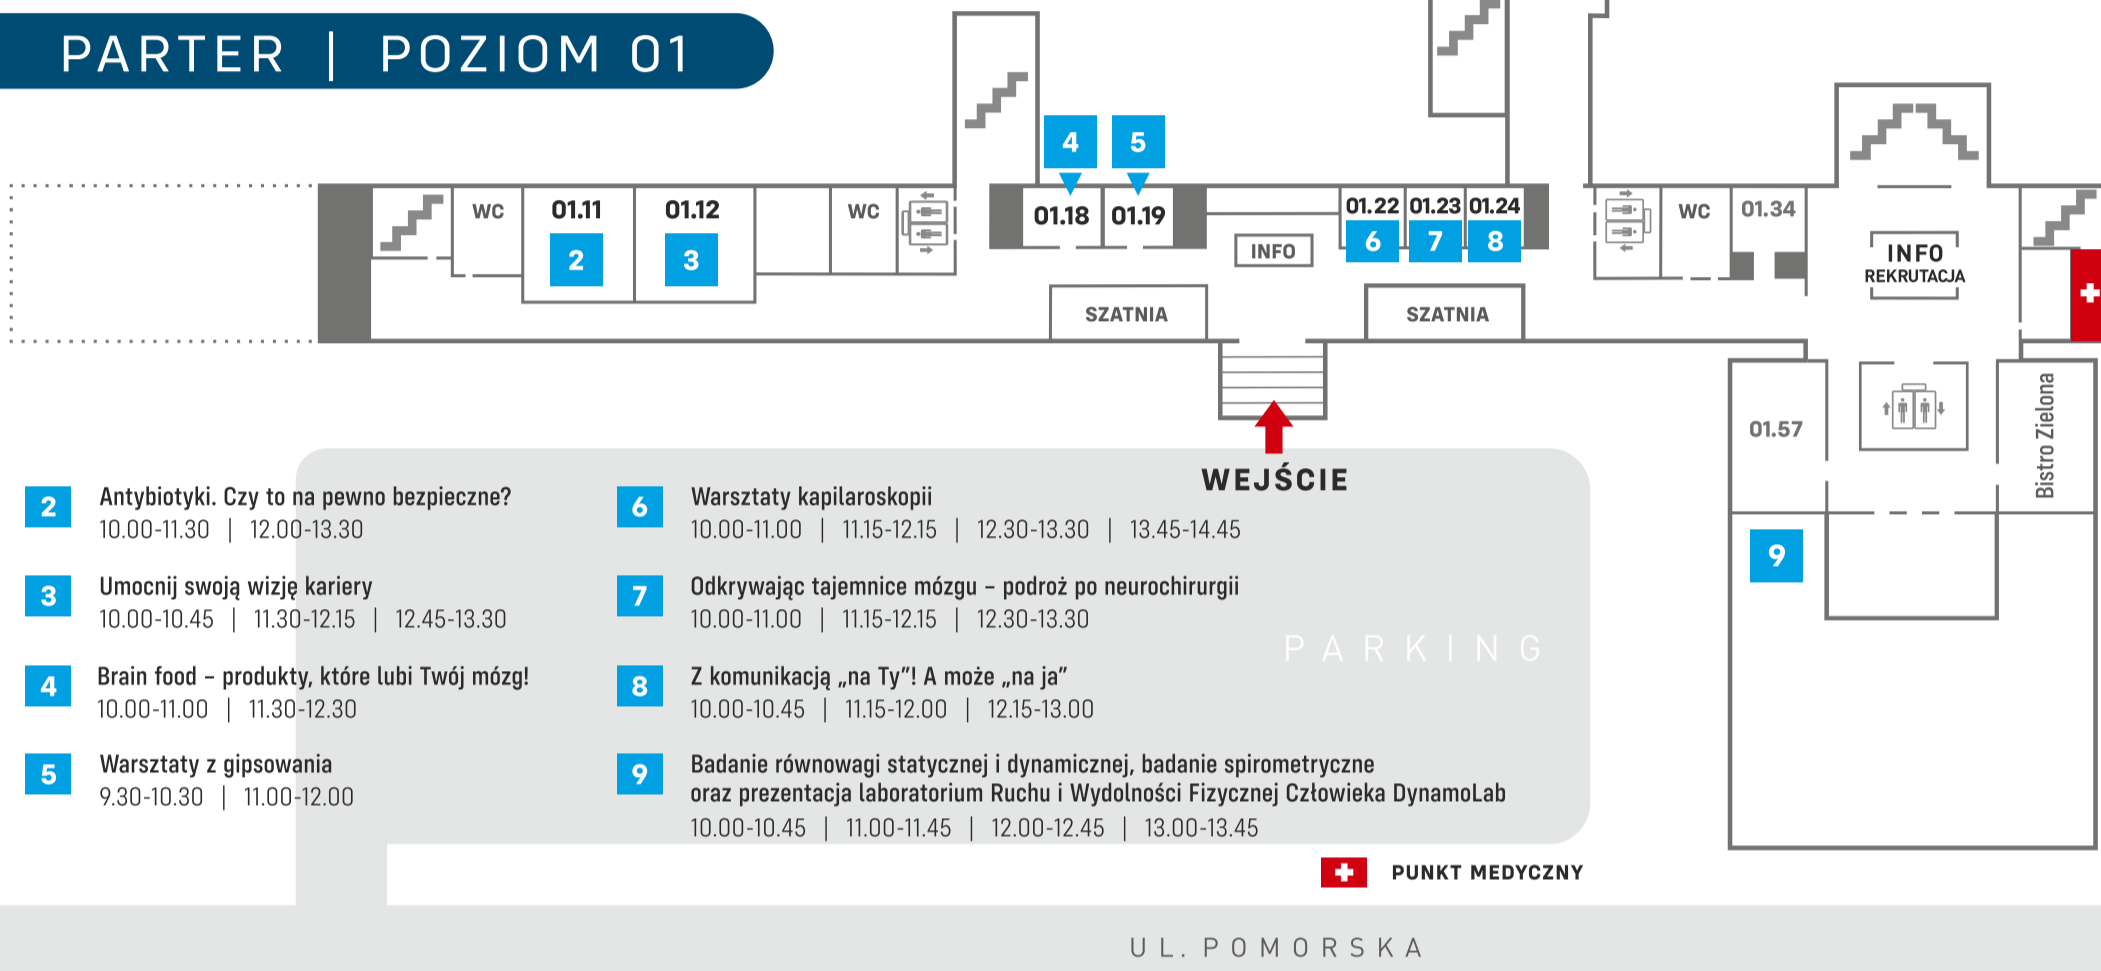 PARTER | POZIOM 01
4
5
WC
01.11
01.12
WC
01.18
01.19
01.22
01.23
01.24
WC
01.34
2
3
INFO
6
7
8
INFO
REKRUTACJA
SZATNIA
SZATNIA
01.57
Bistro Zielona
WEJŚCIE
9
PARKING
2
Antybiotyki. Czy to na pewno bezpieczne?
10.00-11.30 | 12.00-13.30
3
Umocnij swoją wizję kariery
10.00-10.45 | 11.30-12.15 | 12.45-13.30
4
Brain food – produkty, które lubi Twój mózg!
10.00-11.00 | 11.30-12.30
5
Warsztaty z gipsowania
9.30-10.30 | 11.00-12.00
6
Warsztaty kapilaroskopii
10.00-11.00 | 11.15-12.15 | 12.30-13.30 | 13.45-14.45
7
Odkrywając tajemnice mózgu – podroż po neurochirurgii
10.00-11.00 | 11.15-12.15 | 12.30-13.30
8
Z komunikacją „na Ty”! A może „na ja”
10.00-10.45 | 11.15-12.00 | 12.15-13.00
9
Badanie równowagi statycznej i dynamicznej, badanie spirometryczne
oraz prezentacja laboratorium Ruchu i Wydolności Fizycznej Człowieka DynamoLab
10.00-10.45 | 11.00-11.45 | 12.00-12.45 | 13.00-13.45
PUNKT MEDYCZNY
UL. POMORSKA